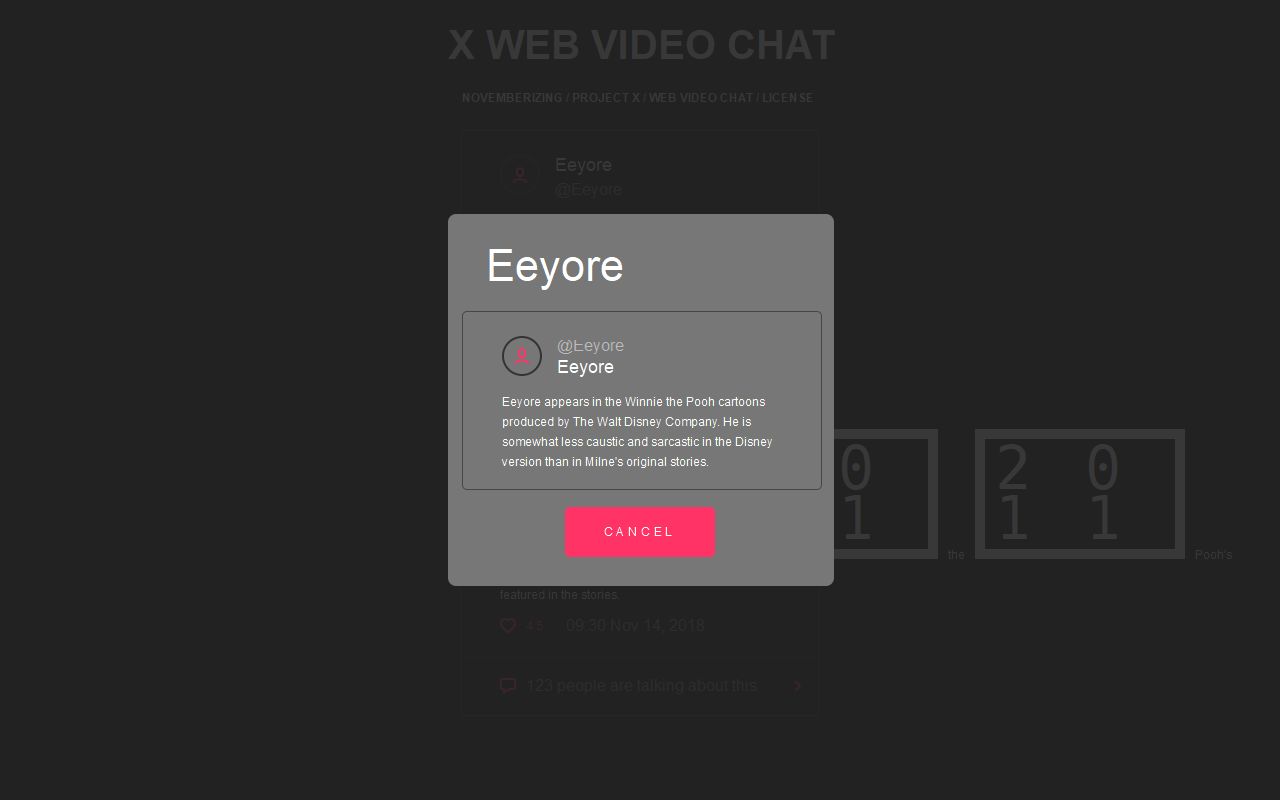 X WEB VIDEO CHAT
NOVEMBERIZING / PROJECT X / WEB VIDEO CHAT / LICENSE
Eeyore
@Eeyore
Eeyore
@Eeyore
Eeyore
Eeyore appears in the Winnie the Pooh cartoons
produced by The Walt Disney Company. He is
somewhat less caustic and sarcastic in the Disney
version than in Milne's original stories.
CANCEL
0 2 0
1 1 1
the Pooh's
featured in the stories.
4.5 09:30 Nov 14, 2018
123 people are talking about this